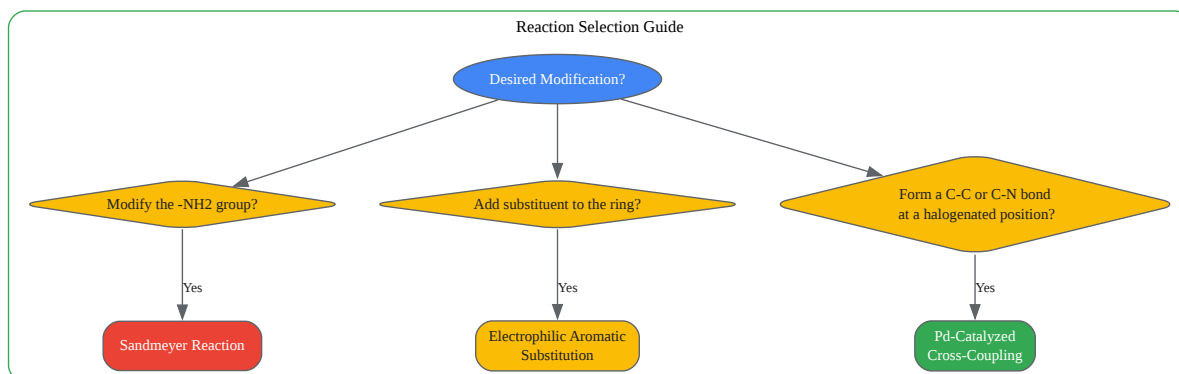 Reaction Selection Guide
Desired Modification?
Modify the -NH2 group?
Add substituent to the ring?
Form a C-C or C-N bond
at a halogenated position?
Yes
Yes
Yes
Sandmeyer Reaction
Electrophilic Aromatic
Substitution
Pd-Catalyzed
Cross-Coupling